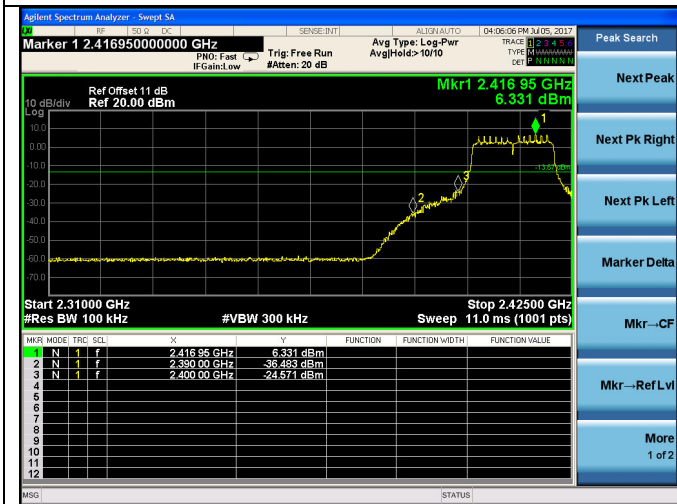 Agilent Spectrum Analyzer - Swept SA
RF 50 Ω DC SENSE:INT ALIGN AUTO 04:06:06 PM Jul 05, 2017
Marker 1 2.416950000000 GHz
PNO: Fast
IFGain:Low
Trig: Free Run
#Atten: 20 dB
Avg Type: Log-Pwr
Avg|Hold:> 10/10
TRACE 1 2 3 4 5 6
TYPE M
DET P N N N N N
Peak Search
Next Peak
Next Pk Right
Next Pk Left
Marker Delta
Mkr→CF
Mkr→Ref Lvl
More
1 of 2
Mkr1 2.416 95 GHz
6.331 dBm
Ref Offset 11 dB
10 dB/div Ref 20.00 dBm
Log
10.0
0.00
-10.0
-20.0
-30.0
-40.0
-50.0
-60.0
-70.0
1
2
3
-13.67 dBm
Start 2.31000 GHz Stop 2.42500 GHz
#Res BW 100 kHz #VBW 300 kHz Sweep 11.0 ms (1001 pts)
MKR MODE TRC SCL X Y FUNCTION FUNCTION WIDTH FUNCTION VALUE
1 N 1 f 2.416 95 GHz 6.331 dBm
2 N 1 f 2.390 00 GHz -36.483 dBm
3 N 1 f 2.400 00 GHz -24.571 dBm
4
5
6
7
8
9
10
11
12
MSG STATUS